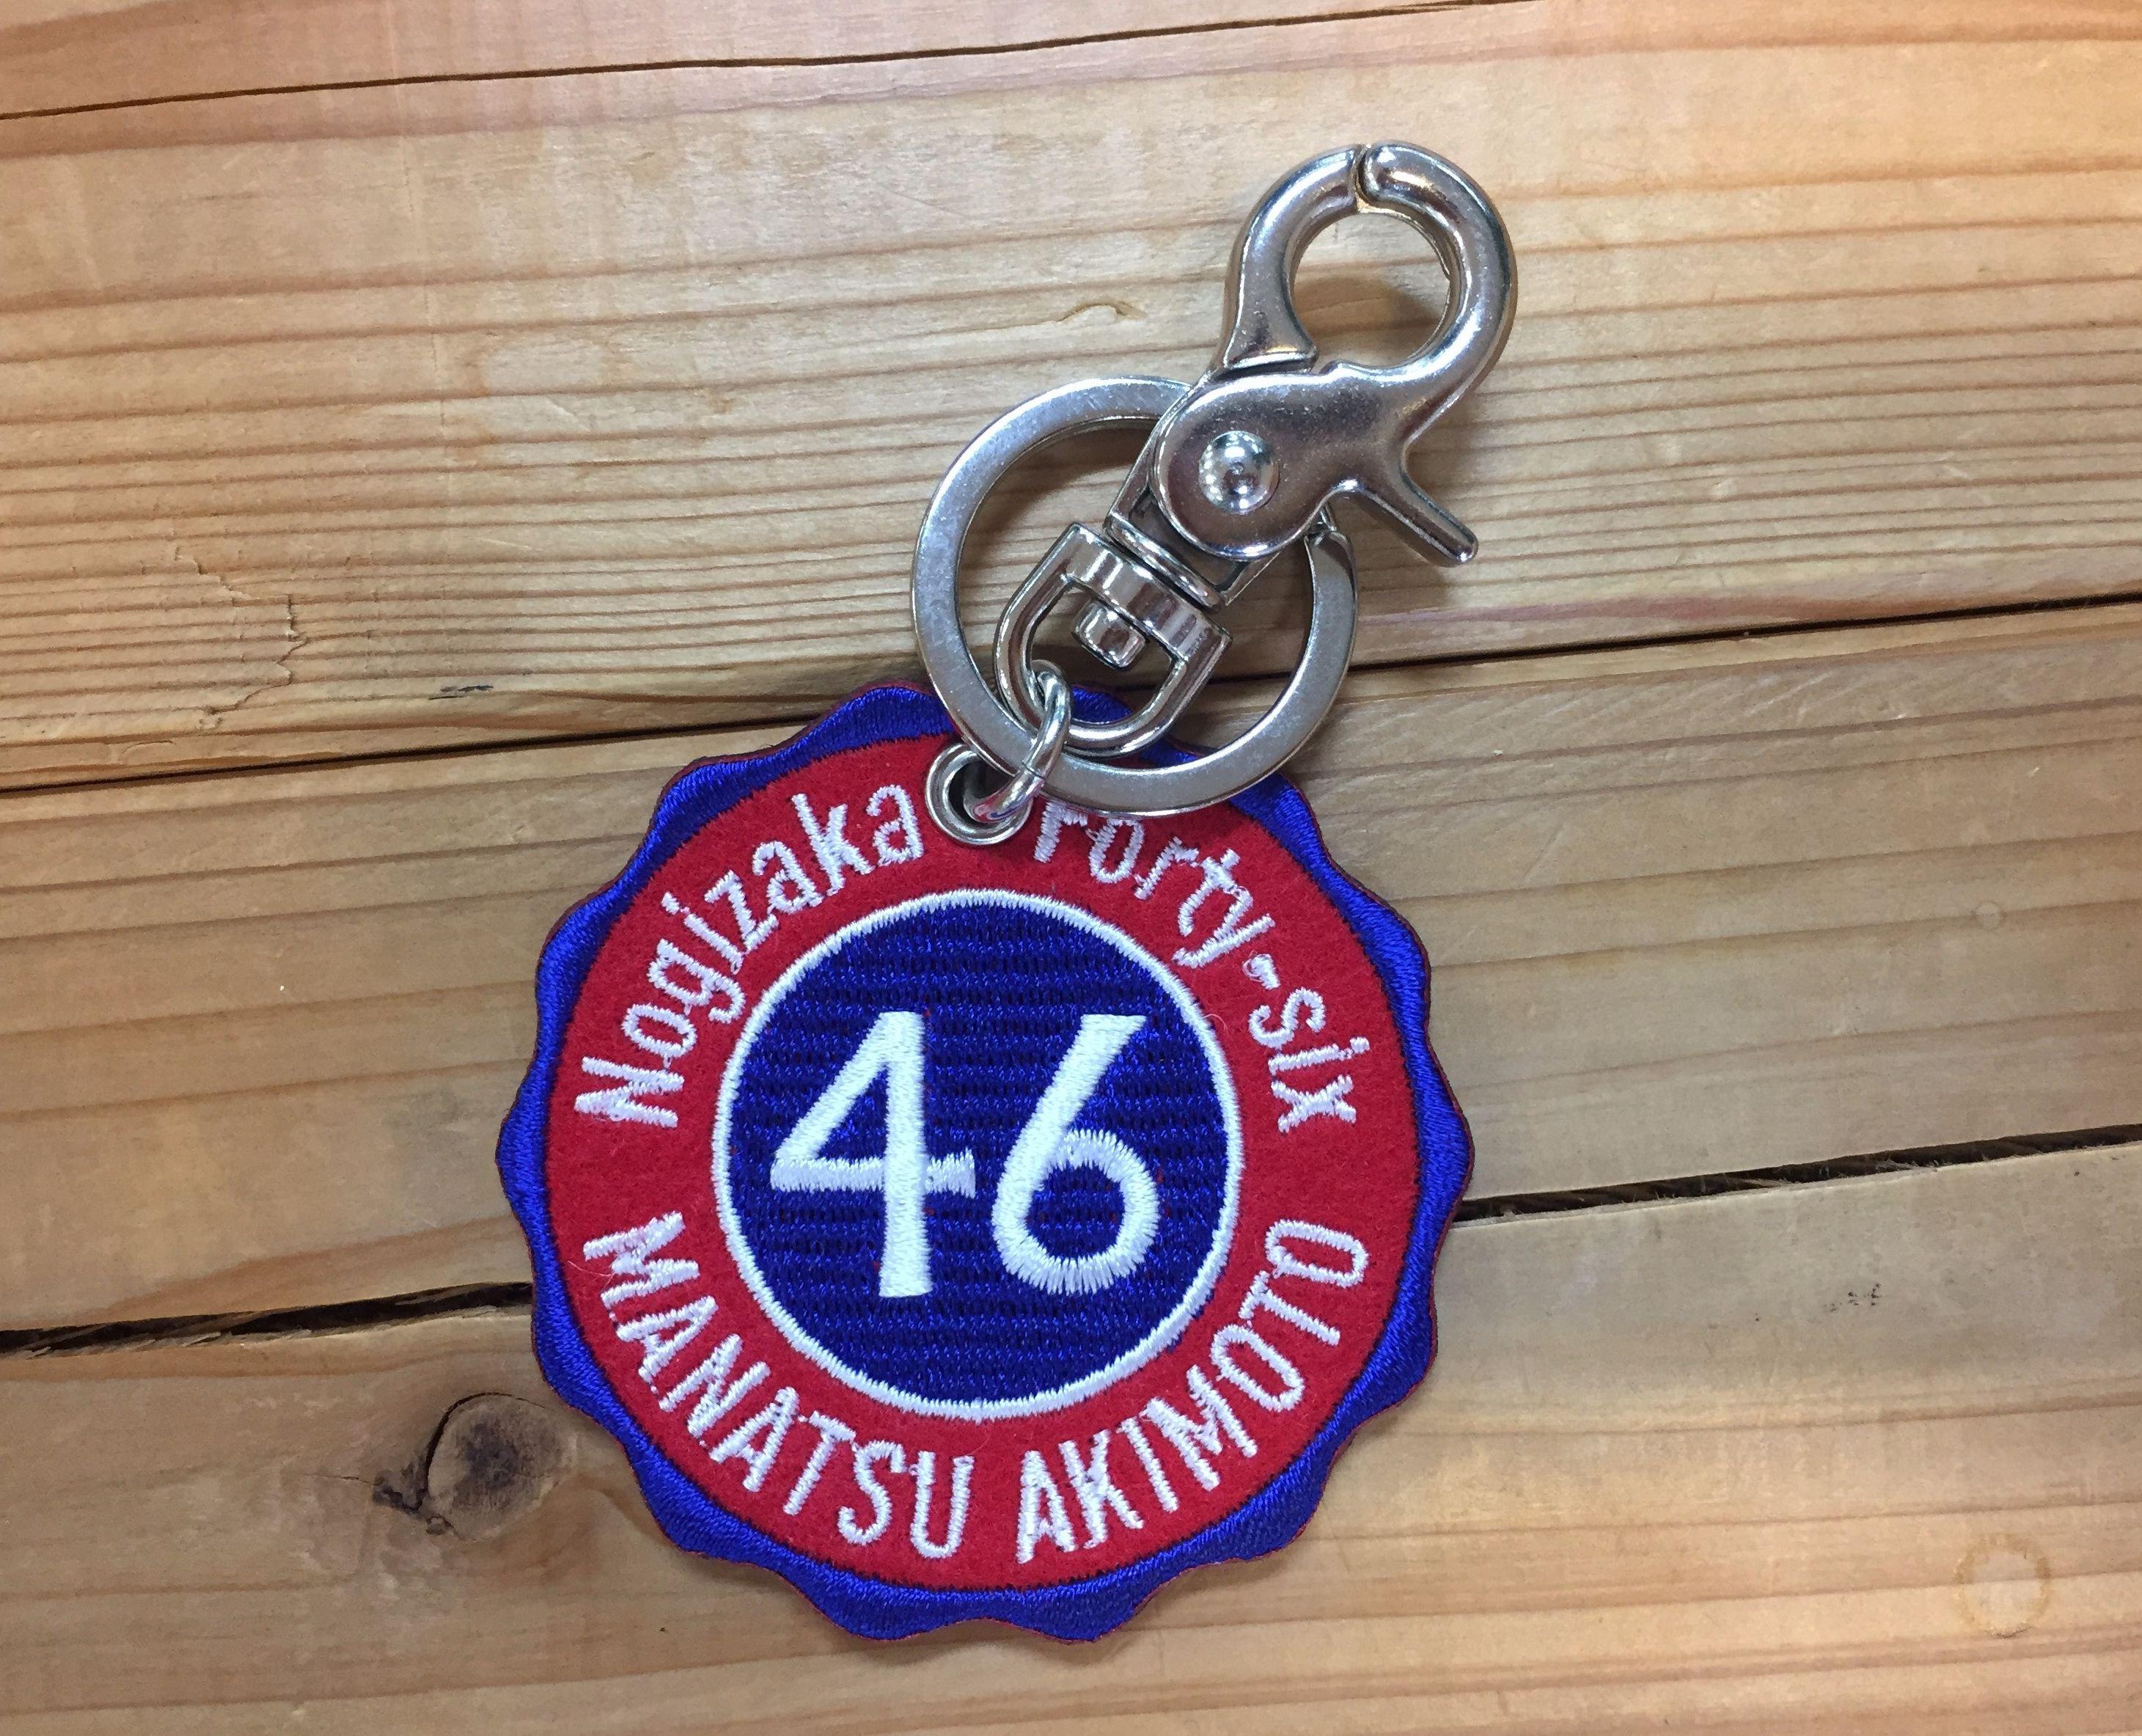 Nogizaka Forty-six
46
MANATSU AKIMOTO